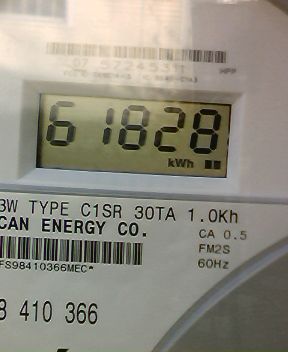 61828
kWh
3W TYPE C1SR 30TA 1.0Kh
CAN ENERGY CO.
CA 0.5
FM2S
60Hz
FS98410366MEC*
8 410 366